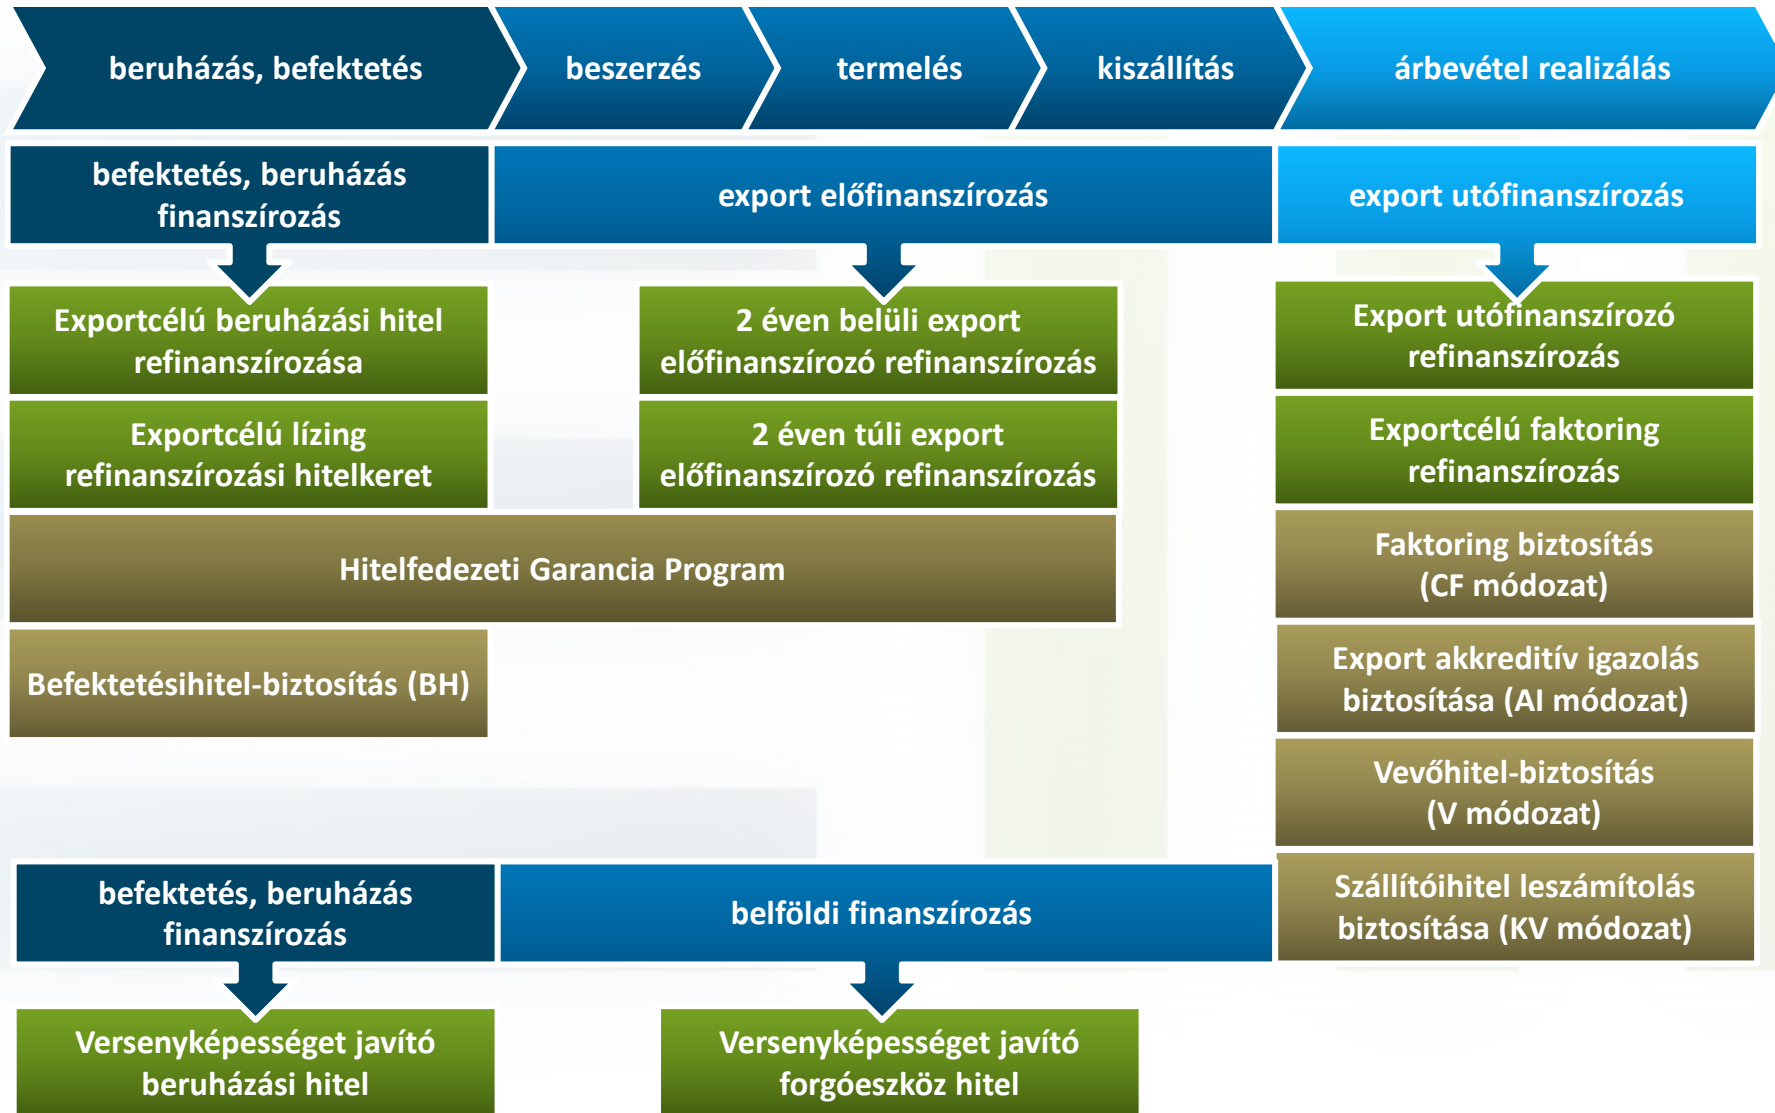 beruházás, befektetés
beszerzés
termelés
kiszállítás
árbevétel realizálás
befektetés, beruházás
finanszírozás
export előfinanszírozás
export utófinanszírozás
Exportcélú beruházási hitel
refinanszírozása
2 éven belüli export
előfinanszírozó refinanszírozás
Export utófinanszírozó
refinanszírozás
Exportcélú lízing
refinanszírozási hitelkeret
2 éven túli export
előfinanszírozó refinanszírozás
Exportcélú faktoring
refinanszírozás
Hitelfedezeti Garancia Program
Faktoring biztosítás
(CF módozat)
Befektetésihitel-biztosítás (BH)
Export akkreditív igazolás
biztosítása (AI módozat)
Vevőhitel-biztosítás
(V módozat)
befektetés, beruházás
finanszírozás
belföldi finanszírozás
Szállítóihitel leszámítolás
biztosítása (KV módozat)
Versenyképességet javító
beruházási hitel
Versenyképességet javító
forgóeszköz hitel